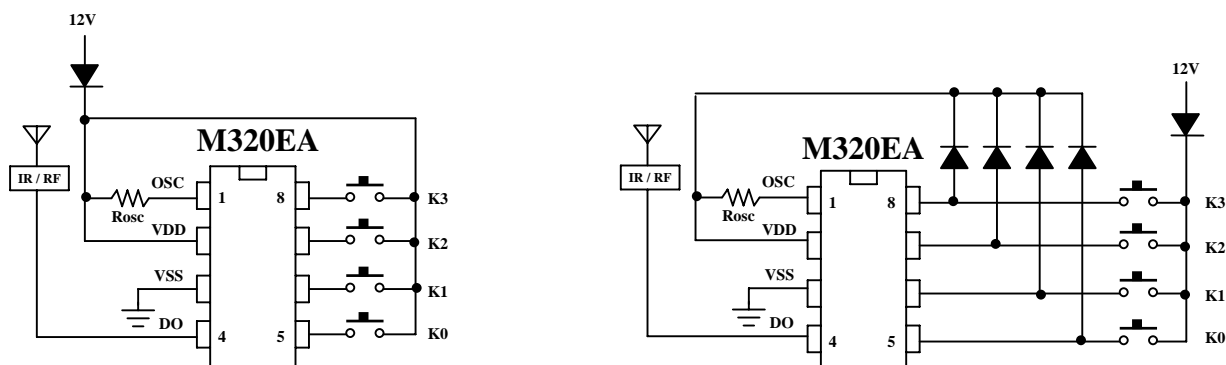 12V
M320EA
IR / RF
OSC
1
8
K3
Rosc
VDD
K2
VSS
K1
DO
4
5
K0
12V
M320EA
IR / RF
OSC
1
8
K3
Rosc
VDD
K2
VSS
K1
DO
4
5
K0